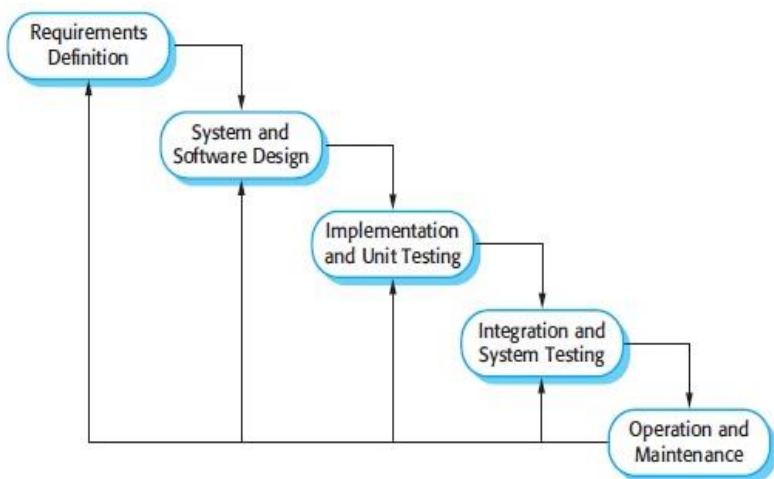 Requirements
Definition
System and
Software Design
Implementation
and Unit Testing
Integration and
System Testing
Operation and
Maintenance